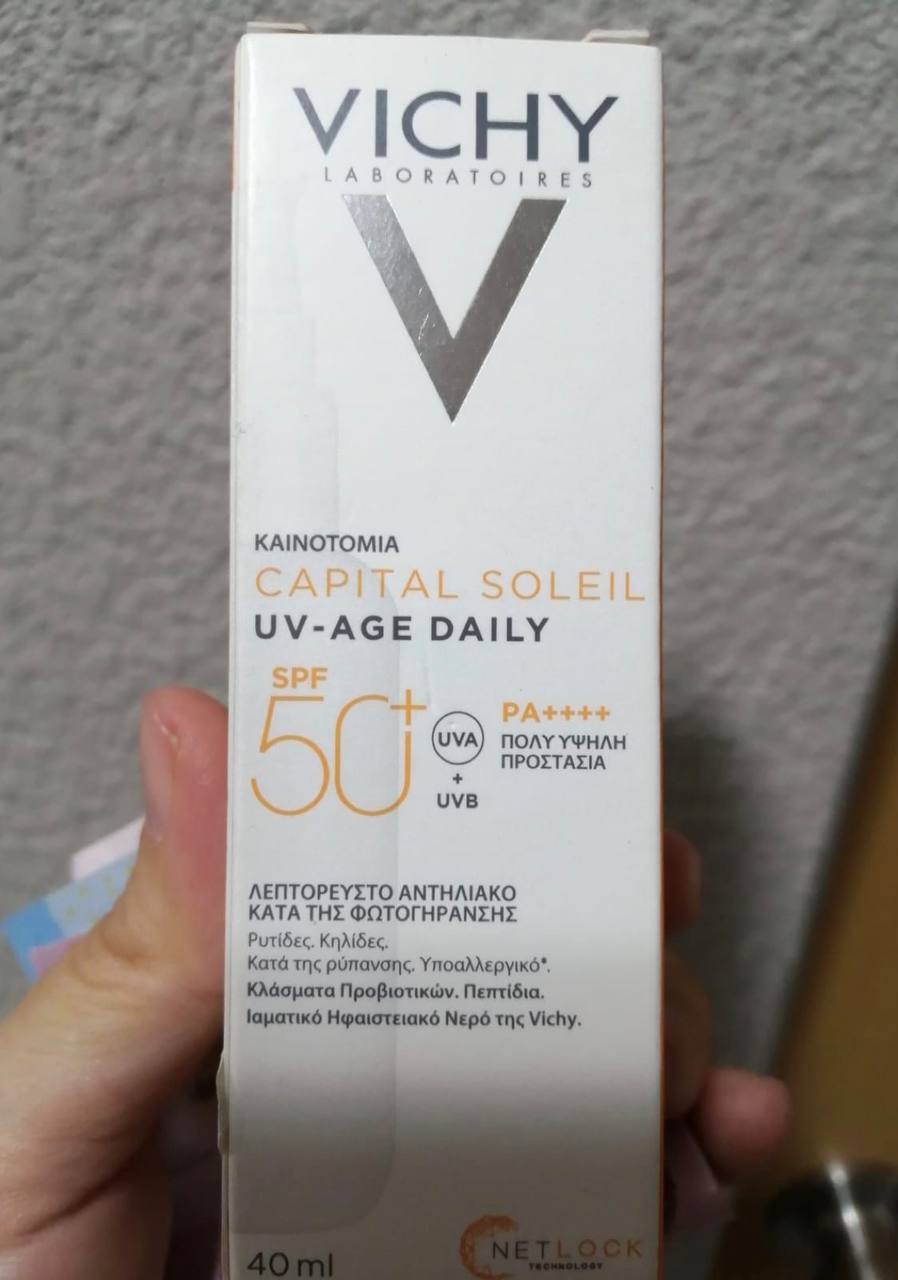 VICHY
LABORATOIRES
ΚΑΙΝΟΤΟΜΙΑ
CAPITAL SOLEIL
UV-AGE DAILY
SPF
50+
UVA
+
UVB
PA++++
ΠΟΛΥ ΥΨΗΛΗ
ΠΡΟΣΤΑΣΙΑ
ΛΕΠΤΟΡΕΥΣΤΟ ΑΝΤΗΛΙΑΚΟ
ΚΑΤΑ ΤΗΣ ΦΩΤΟΓΗΡΑΝΣΗΣ
Ρυτίδες. Κηλίδες.
Κατά της ρύπανσης. Υποαλλεργικό*.
Κλάσματα Προβιοτικών. Πεπτίδια.
Ιαματικό Ηφαιστειακό Νερό της Vichy.
40 ml
NETLOCK
TECHNOLOGY